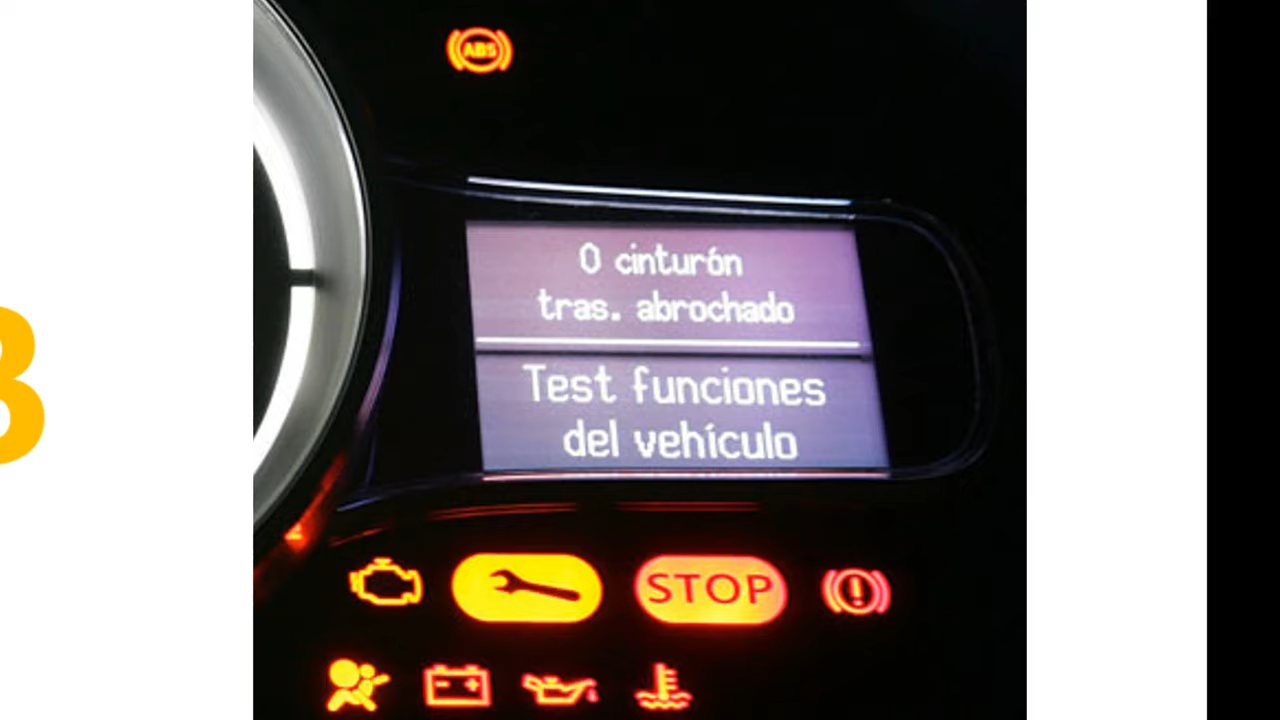 ABS
0 cinturón
tras. abrochado
Test funciones
del vehículo
STOP